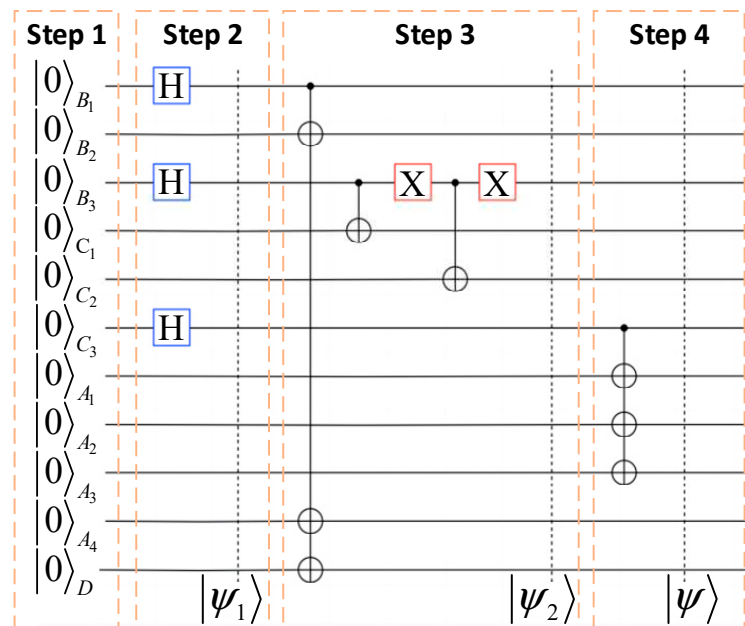 Step 1 Step 2 Step 3 Step 4
|0⟩B₁ H
|0⟩B₂
|0⟩B₃ H X X
|0⟩C₁
|0⟩C₂
|0⟩C₃ H
|0⟩A₁
|0⟩A₂
|0⟩A₃
|0⟩A₄
|0⟩D
|ψ₁⟩ |ψ₂⟩ |ψ⟩